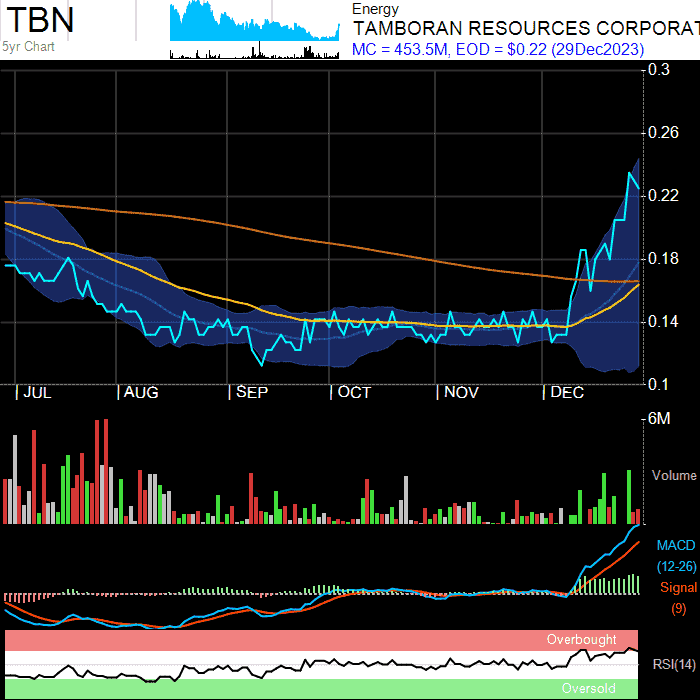 TBN
5yr Chart
Energy
TAMBORAN RESOURCES CORPORAT
MC = 453.5M, EOD = $0.22 (29Dec2023)
0.3
0.26
0.22
0.18
0.14
0.1
JUL AUG SEP OCT NOV DEC
6M
Volume
MACD
(12-26)
Signal
(9)
Overbought
RSI(14)
Oversold